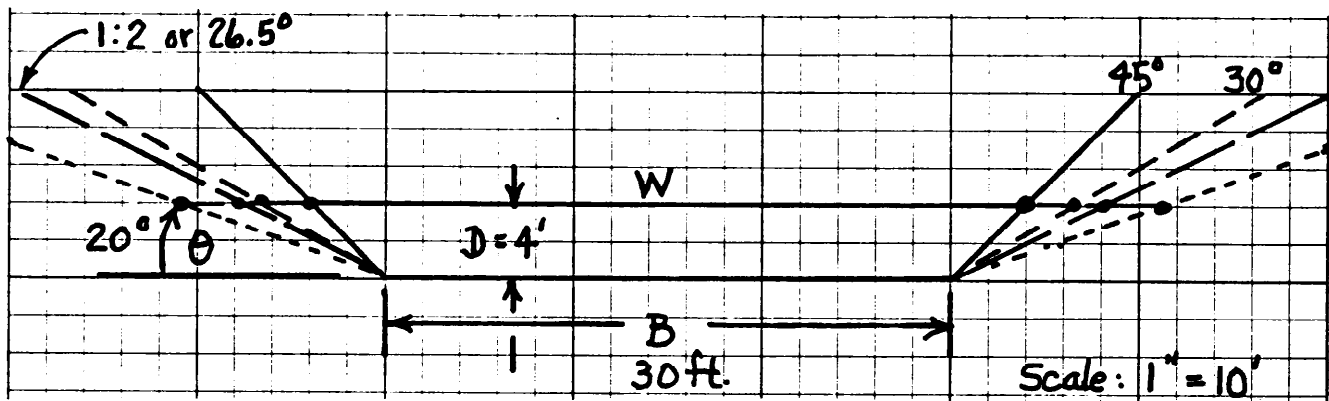 1:2 or 26.5°
45° 30°
W
20° θ
D=4'
B
30 ft.
Scale: 1" = 10'